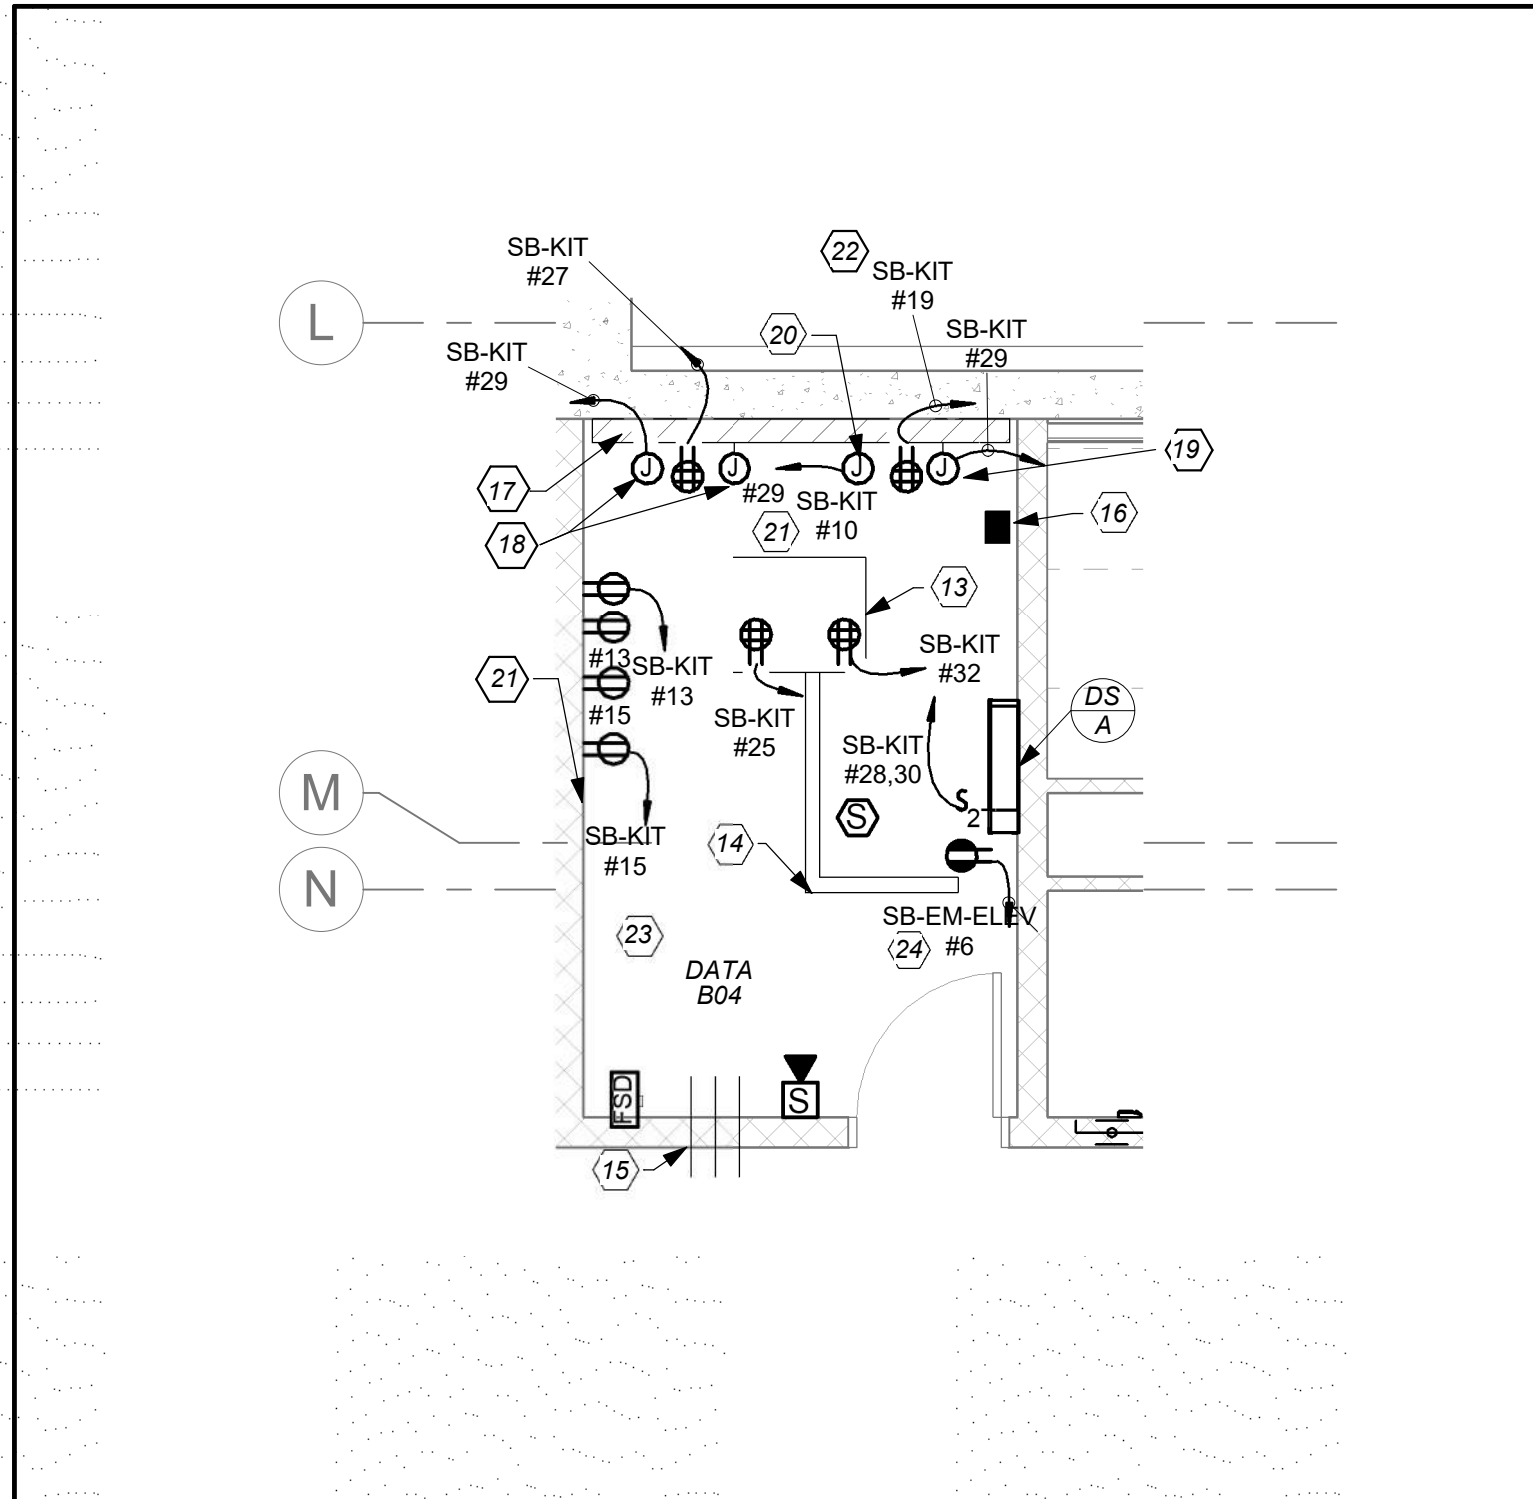 SB-KIT
#27
22
SB-KIT
#19
L
20
SB-KIT
#29
SB-KIT
#29
19
J
J
J
J
17
#29
SB-KIT
#10
16
18
21
13
#13
SB-KIT
#13
SB-KIT
#32
21
#15
SB-KIT
#25
DS
A
SB-KIT
#28,30
M
S2
S
SB-KIT
#15
14
N
SB-EM-ELEV
#6
23
24
DATA
B04
FSD
S
15